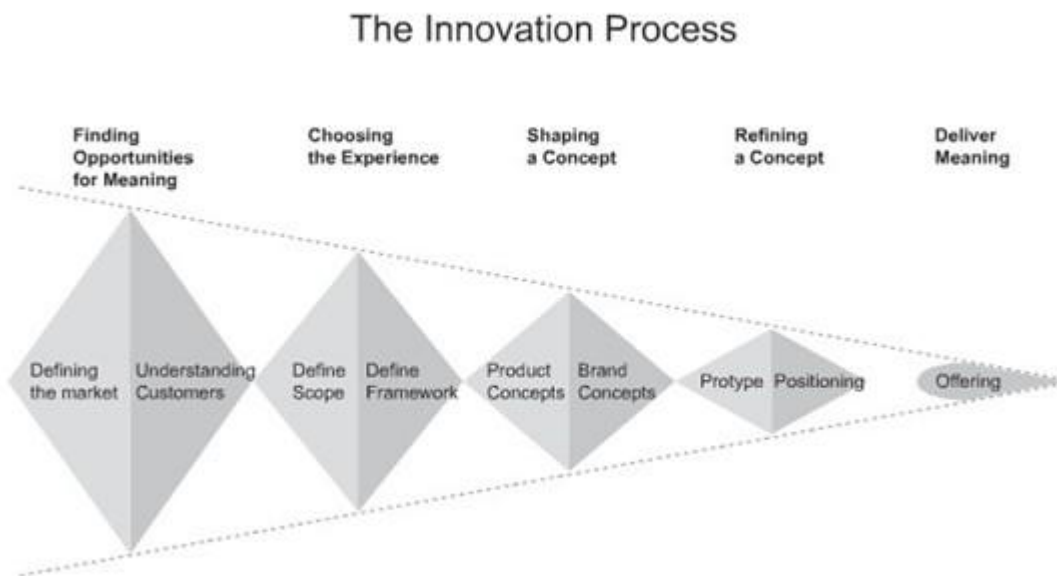 The Innovation Process
Finding
Opportunities
for Meaning
Choosing
the Experience
Shaping
a Concept
Refining
a Concept
Deliver
Meaning
Defining
the market
Understanding
Customers
Define
Scope
Define
Framework
Product
Concepts
Brand
Concepts
Protype
Positioning
Offering